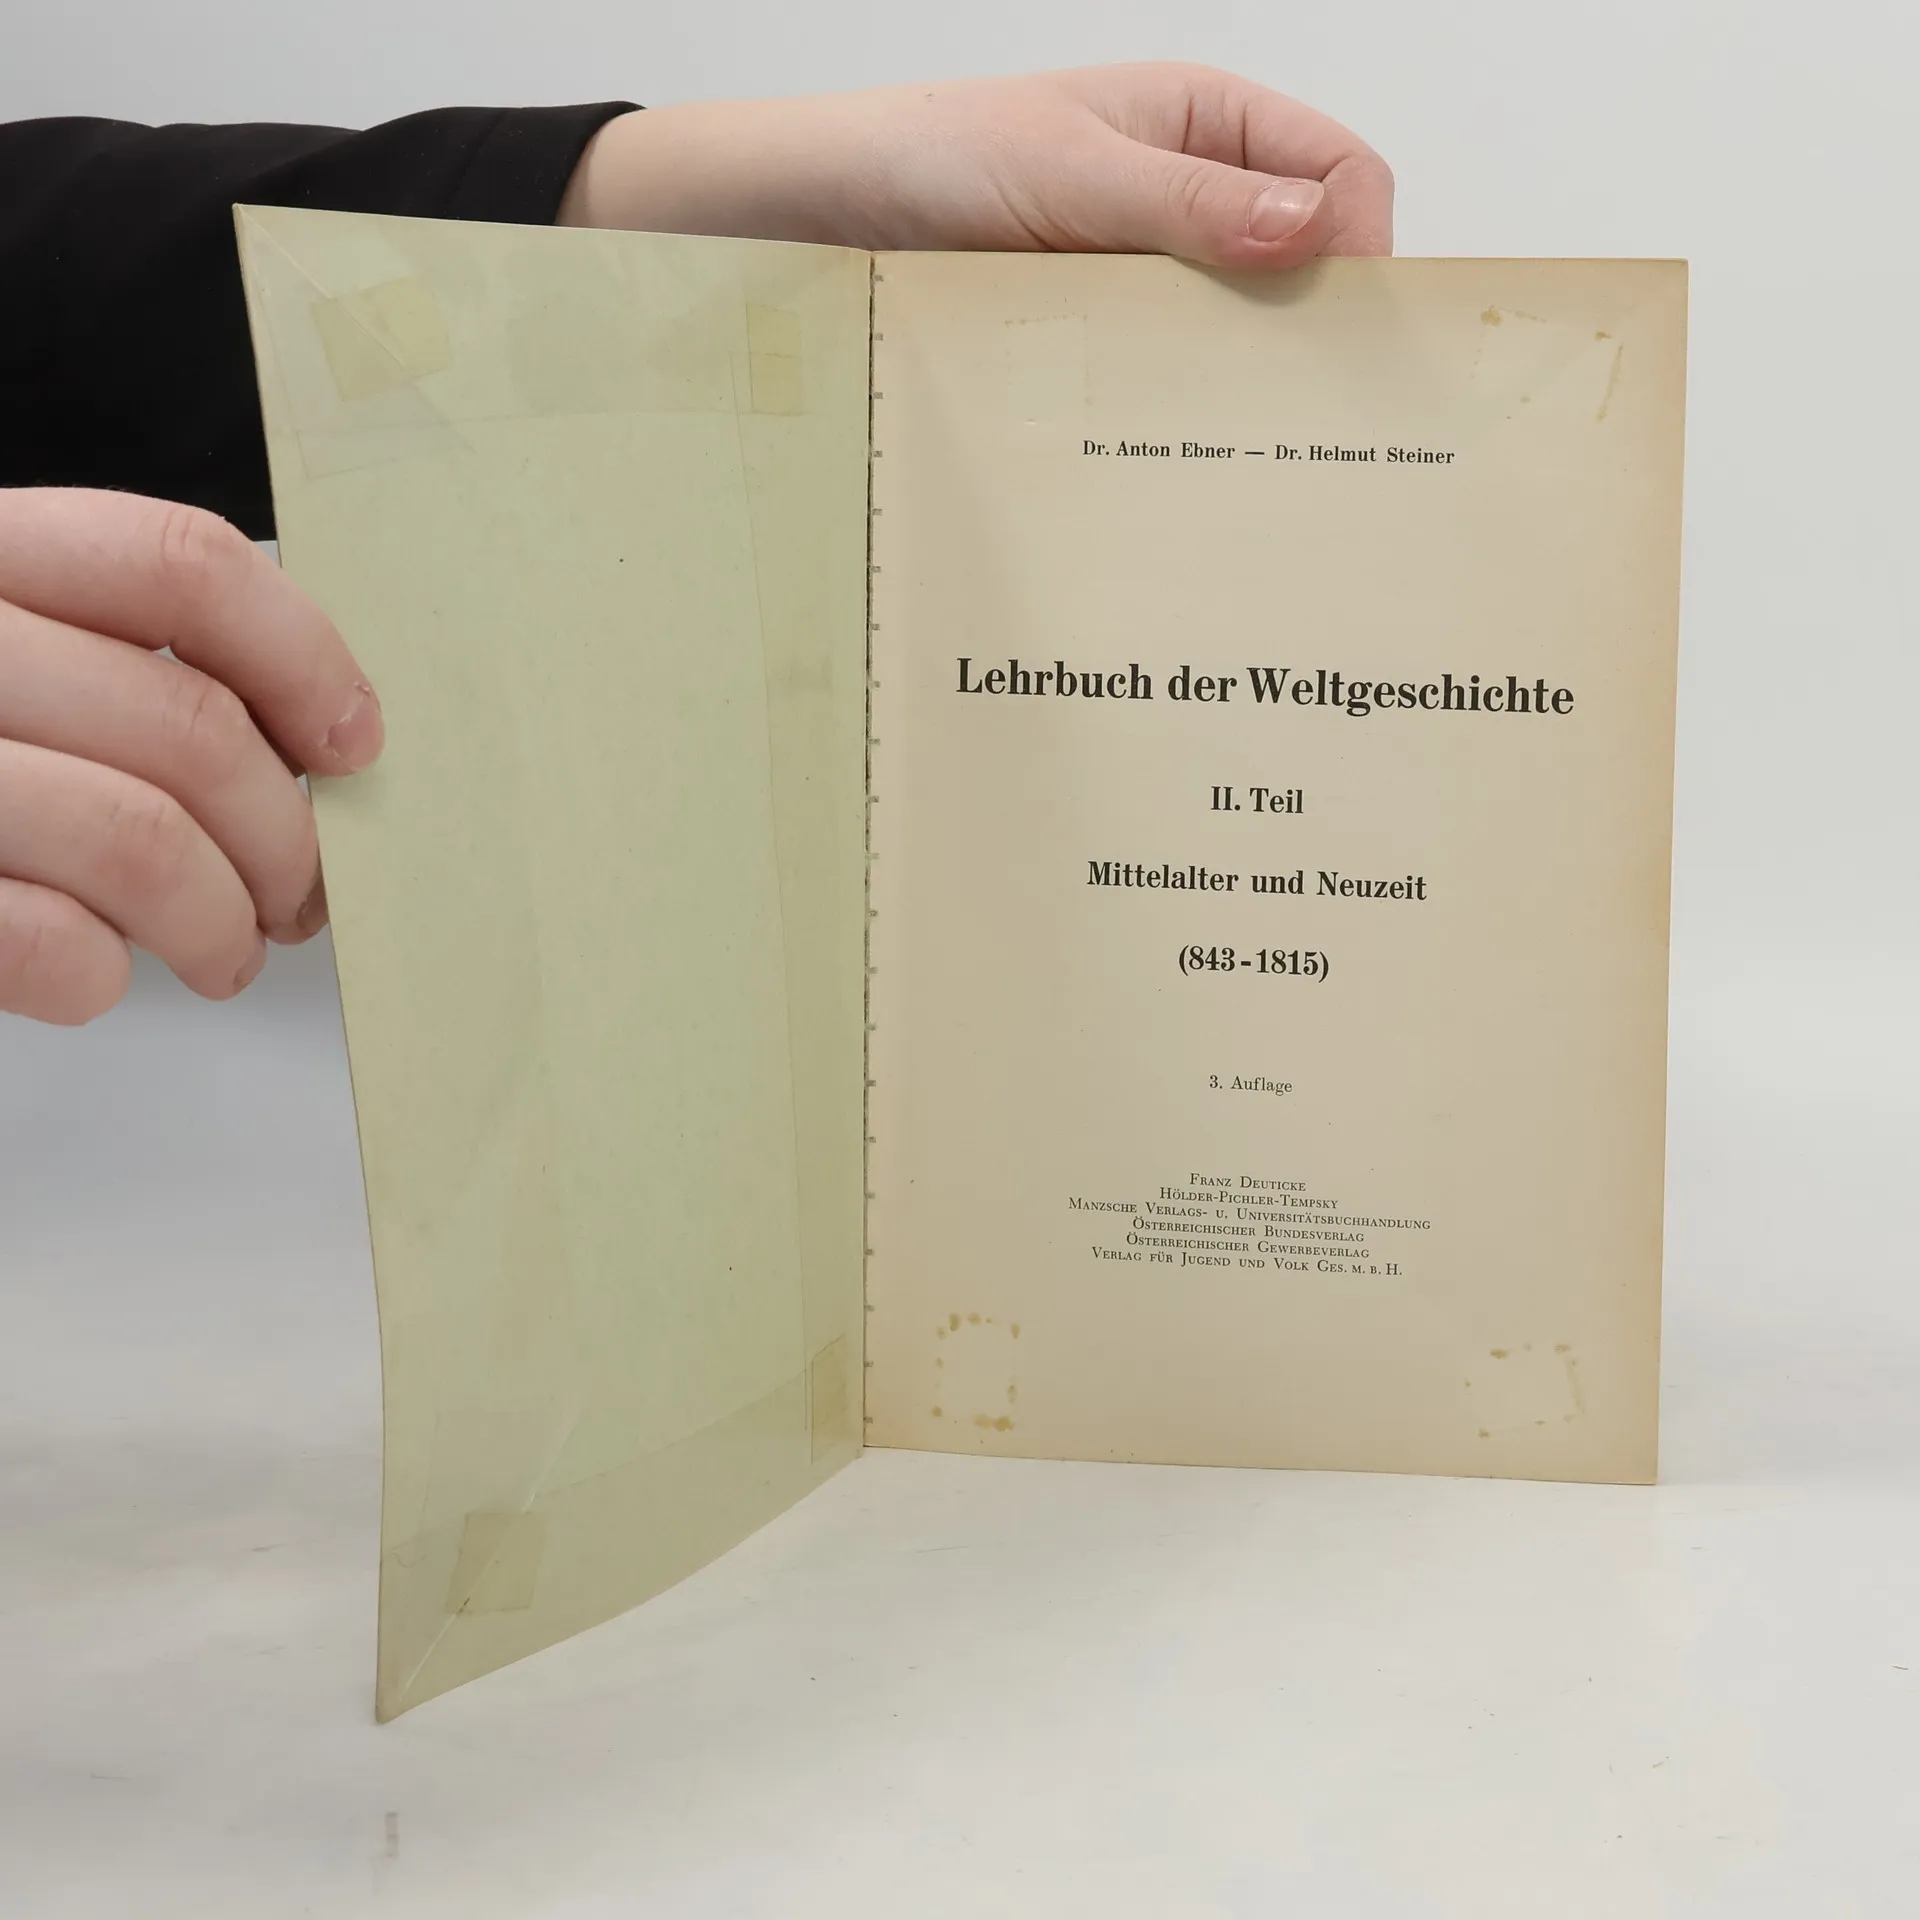 Dr. Anton Ebner — Dr. Helmut Steiner
Lehrbuch der Weltgeschichte
II. Teil
Mittelalter und Neuzeit
(843-1815)
3. Auflage
Franz Deuticke
Hölder-Pichler-Tempsky
Manzsche Verlags- u. Universitätsbuchhandlung
Österreichischer Bundesverlag
Österreichischer Gewerbeverlag
Verlag für Jugend und Volk Ges. m. b. H.